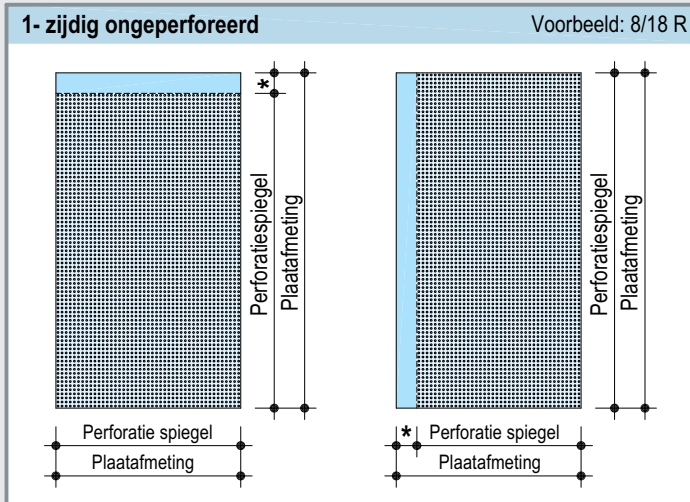 1- zijdig ongeperforeerd
Voorbeeld: 8/18 R
*
Perforatiespiegel
Plaatafmeting
Perforatie spiegel
Plaatafmeting
Perforatiespiegel
Plaatafmeting
* Perforatie spiegel
Plaatafmeting